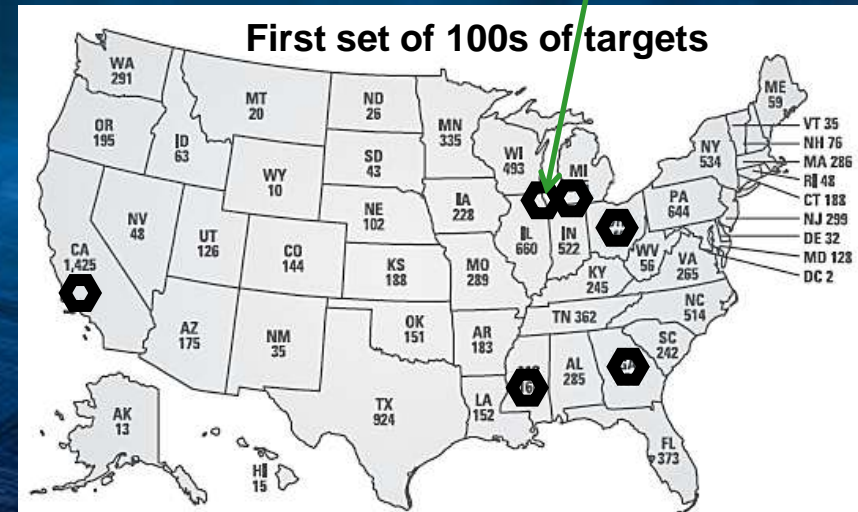 First set of 100s of targets
WA
291
MT
20
ND
26
MN
335
ME
59
VT 35
NH 76
MA 286
RI 48
CT 188
NJ 299
DE 32
MD 128
DC 2
OR
195
ID
63
SD
43
WI
493
MI
NY
534
WY
10
IA
228
PA
644
NE
102
NV
48
UT
126
CO
144
IL
660
IN
522
WV
56
VA
265
CA
1,425
KS
188
MO
289
KY
245
NC
514
TN 362
AZ
175
NM
35
OK
151
AR
183
SC
242
AL
285
TX
924
LA
152
AK
13
HI
15
FL
373